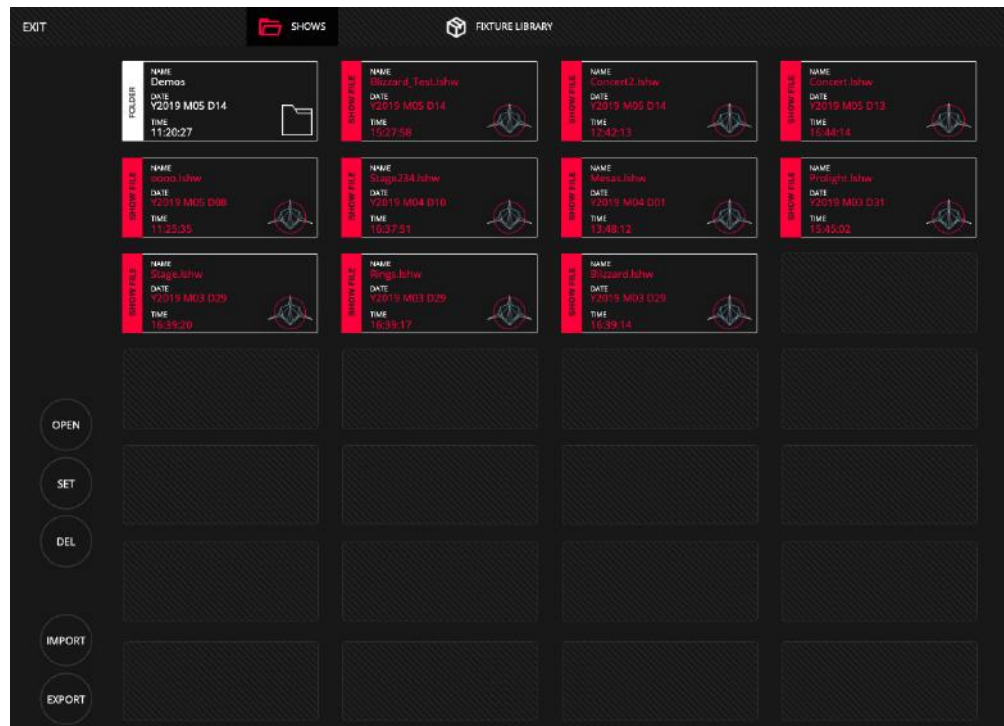 EXIT
SHOWS
FIXTURE LIBRARY
FOLDER
NAME
Demos
DATE
Y2019 M05 D14
TIME
11:20:27
SHOW FILE
NAME
Blizzard_Test.lshw
DATE
Y2019 M05 D14
TIME
15:27:58
SHOW FILE
NAME
Concert2.lshw
DATE
Y2019 M05 D14
TIME
12:42:13
SHOW FILE
NAME
Concert.lshw
DATE
Y2019 M05 D13
TIME
16:44:14
SHOW FILE
NAME
oooo.lshw
DATE
Y2019 M05 D08
TIME
11:25:35
SHOW FILE
NAME
Stage234.lshw
DATE
Y2019 M04 D10
TIME
16:37:51
SHOW FILE
NAME
Mesas.lshw
DATE
Y2019 M04 D01
TIME
13:48:12
SHOW FILE
NAME
Prolight.lshw
DATE
Y2019 M03 D31
TIME
15:45:02
SHOW FILE
NAME
Stage.lshw
DATE
Y2019 M03 D29
TIME
16:39:20
SHOW FILE
NAME
Rings.lshw
DATE
Y2019 M03 D29
TIME
16:39:17
SHOW FILE
NAME
Blizzard.lshw
DATE
Y2019 M03 D29
TIME
16:39:14
OPEN
SET
DEL
IMPORT
EXPORT